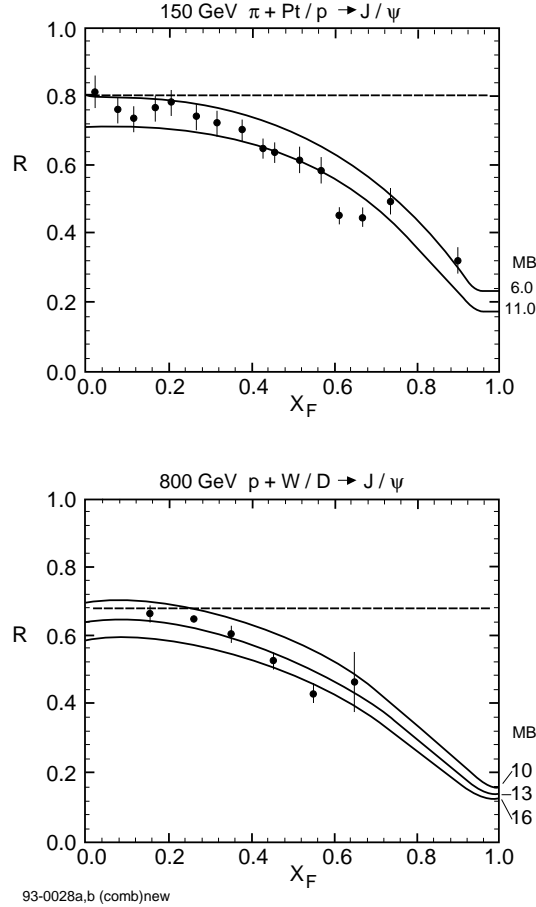 150 GeV π + Pt / p → J / ψ
1.0
0.8
0.6
R
0.4
MB
6.0
0.2
11.0
0.0
0.0 0.2 0.4 0.6 0.8 1.0
X_F
800 GeV p + W / D → J / ψ
1.0
0.8
R
0.6
0.4
MB
0.2
10
13
16
0.0
0.0 0.2 0.4 0.6 0.8 1.0
X_F
93-0028a,b (comb)new